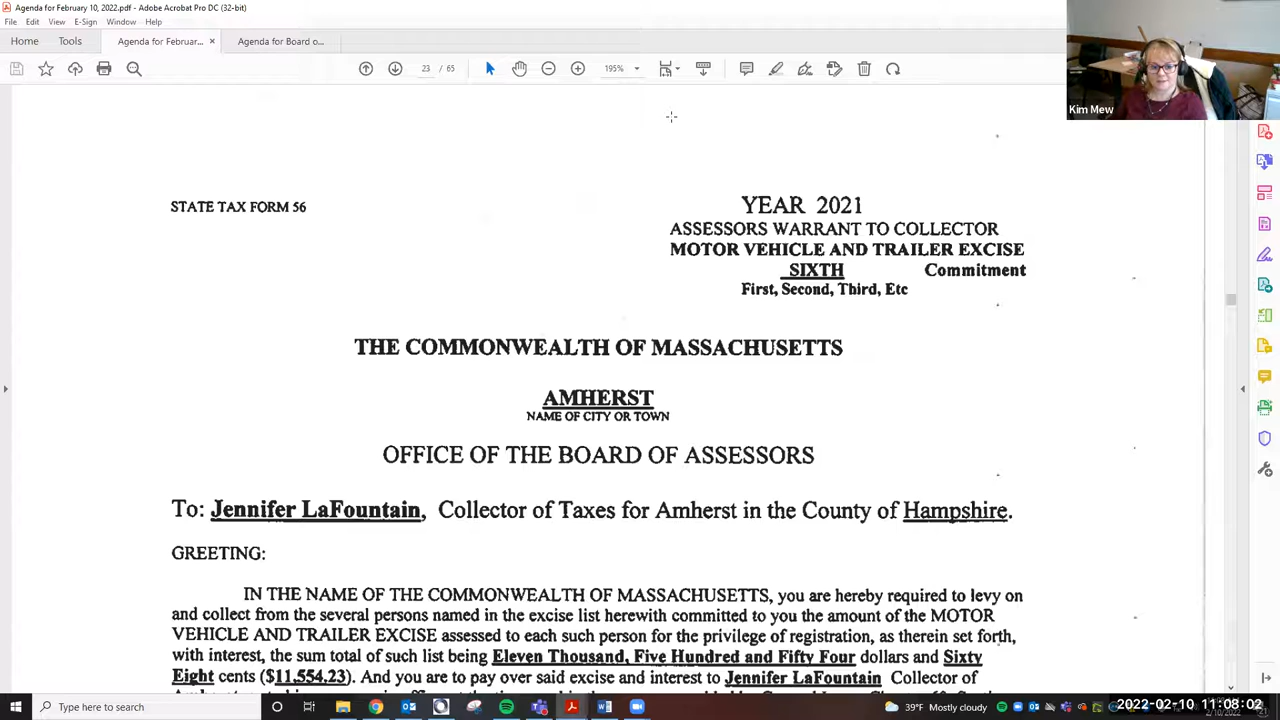 Agenda for February 10, 2022.pdf - Adobe Acrobat Pro DC (32-bit)
File Edit View E-Sign Window Help
Home Tools Agenda for Februar... × Agenda for Board o...
23 / 65 195%
Kim Mew
STATE TAX FORM 56
YEAR 2021
ASSESSORS WARRANT TO COLLECTOR
MOTOR VEHICLE AND TRAILER EXCISE
SIXTH Commitment
First, Second, Third, Etc
THE COMMONWEALTH OF MASSACHUSETTS
AMHERST
NAME OF CITY OR TOWN
OFFICE OF THE BOARD OF ASSESSORS
To: Jennifer LaFountain, Collector of Taxes for Amherst in the County of Hampshire.
GREETING:
IN THE NAME OF THE COMMONWEALTH OF MASSACHUSETTS, you are hereby required to levy on
and collect from the several persons named in the excise list herewith committed to you the amount of the MOTOR
VEHICLE AND TRAILER EXCISE assessed to each such person for the privilege of registration, as therein set forth,
with interest, the sum total of such list being Eleven Thousand, Five Hundred and Fifty Four dollars and Sixty
Eight cents ($11,554.23). And you are to pay over said excise and interest to Jennifer LaFountain Collector of
Type here to search
39°F Mostly cloudy
2022-02-10 11:08:02